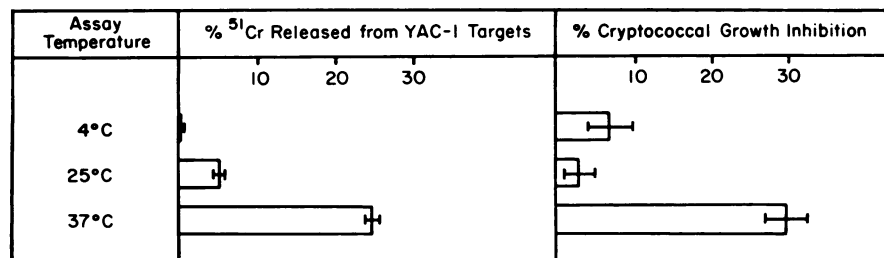 Assay
Temperature
% 51Cr Released from YAC-1 Targets
% Cryptococcal Growth Inhibition
10 20 30
10 20 30
4°C
25°C
37°C